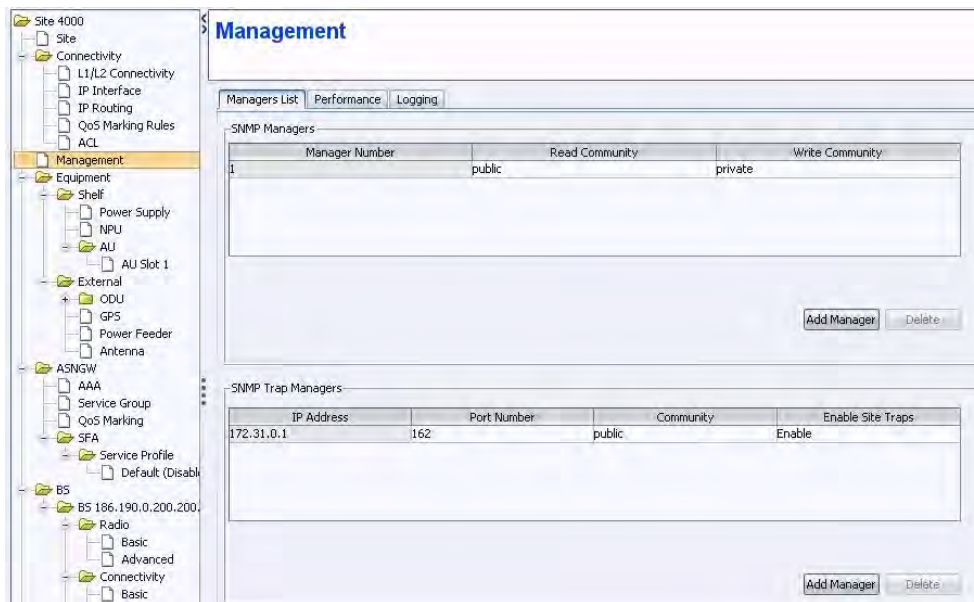 Site 4000
Site
Connectivity
L1/L2 Connectivity
IP Interface
IP Routing
QoS Marking Rules
ACL
Management
Equipment
Shelf
Power Supply
NPU
AU
AU Slot 1
External
ODU
GPS
Power Feeder
Antenna
ASNGW
AAA
Service Group
QoS Marking
SFA
Service Profile
Default (Disabl
BS
BS 186.190.0.200.200.
Radio
Basic
Advanced
Connectivity
Basic
Management
Managers List Performance Logging
SNMP Managers
Manager Number Read Community Write Community
1 public private
Add Manager Delete
SNMP Trap Managers
IP Address Port Number Community Enable Site Traps
172.31.0.1 162 public Enable
Add Manager Delete